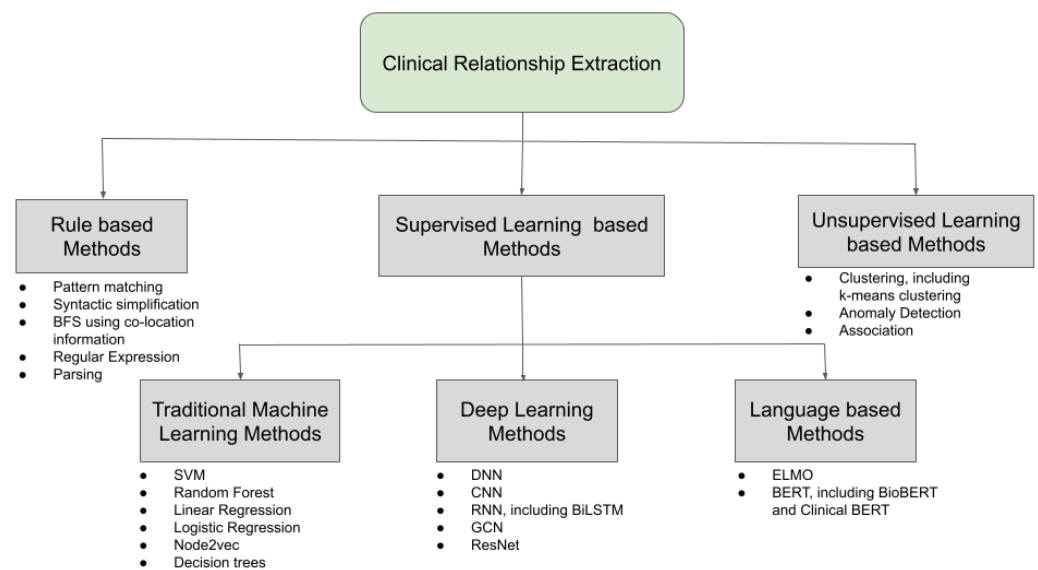 Clinical Relationship Extraction
Rule based
Methods
● Pattern matching
● Syntactic simplification
● BFS using co-location
information
● Regular Expression
● Parsing
Supervised Learning based
Methods
Unsupervised Learning
based Methods
● Clustering, including
k-means clustering
● Anomaly Detection
● Association
Traditional Machine
Learning Methods
● SVM
● Random Forest
● Linear Regression
● Logistic Regression
● Node2vec
● Decision trees
Deep Learning
Methods
● DNN
● CNN
● RNN, including BiLSTM
● GCN
● ResNet
Language based
Methods
● ELMO
● BERT, including BioBERT
and Clinical BERT